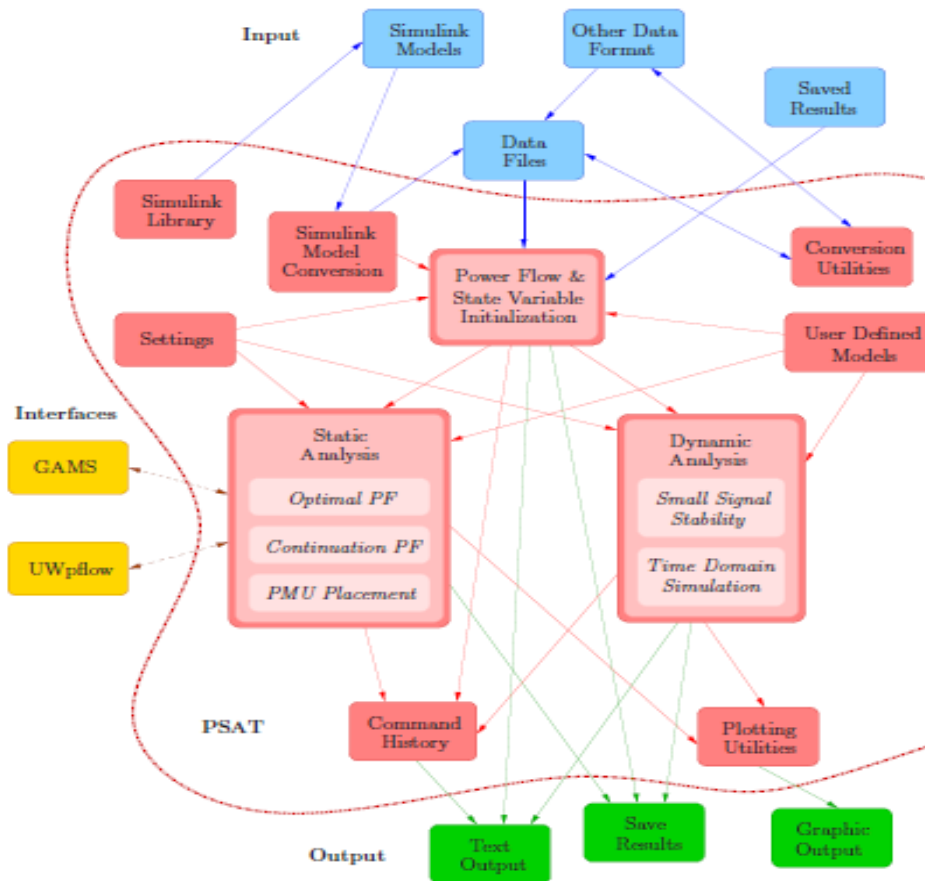 Input
Simulink
Models
Other Data
Format
Saved
Results
Data
Files
Simulink
Library
Simulink
Model
Conversion
Power Flow &
State Variable
Initialization
Conversion
Utilities
Settings
User Defined
Models
Interfaces
GAMS
UWpflow
Static
Analysis
Optimal PF
Continuation PF
PMU Placement
Dynamic
Analysis
Small Signal
Stability
Time Domain
Simulation
PSAT
Command
History
Plotting
Utilities
Output
Text
Output
Save
Results
Graphic
Output